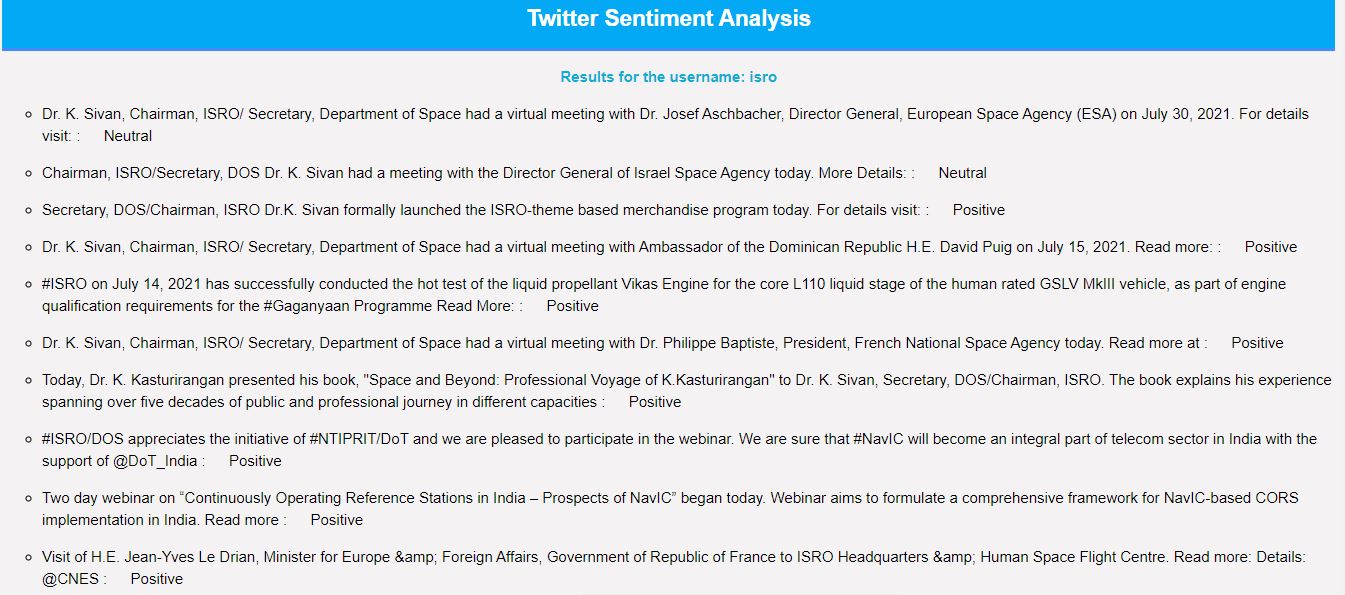 Twitter Sentiment Analysis
Results for the username: isro
Dr. K. Sivan, Chairman, ISRO/ Secretary, Department of Space had a virtual meeting with Dr. Josef Aschbacher, Director General, European Space Agency (ESA) on July 30, 2021. For details
visit: : Neutral
Chairman, ISRO/Secretary, DOS Dr. K. Sivan had a meeting with the Director General of Israel Space Agency today. More Details: : Neutral
Secretary, DOS/Chairman, ISRO Dr.K. Sivan formally launched the ISRO-theme based merchandise program today. For details visit: : Positive
Dr. K. Sivan, Chairman, ISRO/ Secretary, Department of Space had a virtual meeting with Ambassador of the Dominican Republic H.E. David Puig on July 15, 2021. Read more: : Positive
#ISRO on July 14, 2021 has successfully conducted the hot test of the liquid propellant Vikas Engine for the core L110 liquid stage of the human rated GSLV MkIII vehicle, as part of engine
qualification requirements for the #Gaganyaan Programme Read More: : Positive
Dr. K. Sivan, Chairman, ISRO/ Secretary, Department of Space had a virtual meeting with Dr. Philippe Baptiste, President, French National Space Agency today. Read more at : Positive
Today, Dr. K. Kasturirangan presented his book, "Space and Beyond: Professional Voyage of K.Kasturirangan" to Dr. K. Sivan, Secretary, DOS/Chairman, ISRO. The book explains his experience
spanning over five decades of public and professional journey in different capacities : Positive
#ISRO/DOS appreciates the initiative of #NTIPRIT/DoT and we are pleased to participate in the webinar. We are sure that #NavIC will become an integral part of telecom sector in India with the
support of @DoT_India : Positive
Two day webinar on “Continuously Operating Reference Stations in India – Prospects of NavIC” began today. Webinar aims to formulate a comprehensive framework for NavIC-based CORS
implementation in India. Read more : Positive
Visit of H.E. Jean-Yves Le Drian, Minister for Europe &amp; Foreign Affairs, Government of Republic of France to ISRO Headquarters &amp; Human Space Flight Centre. Read more: Details:
@CNES : Positive